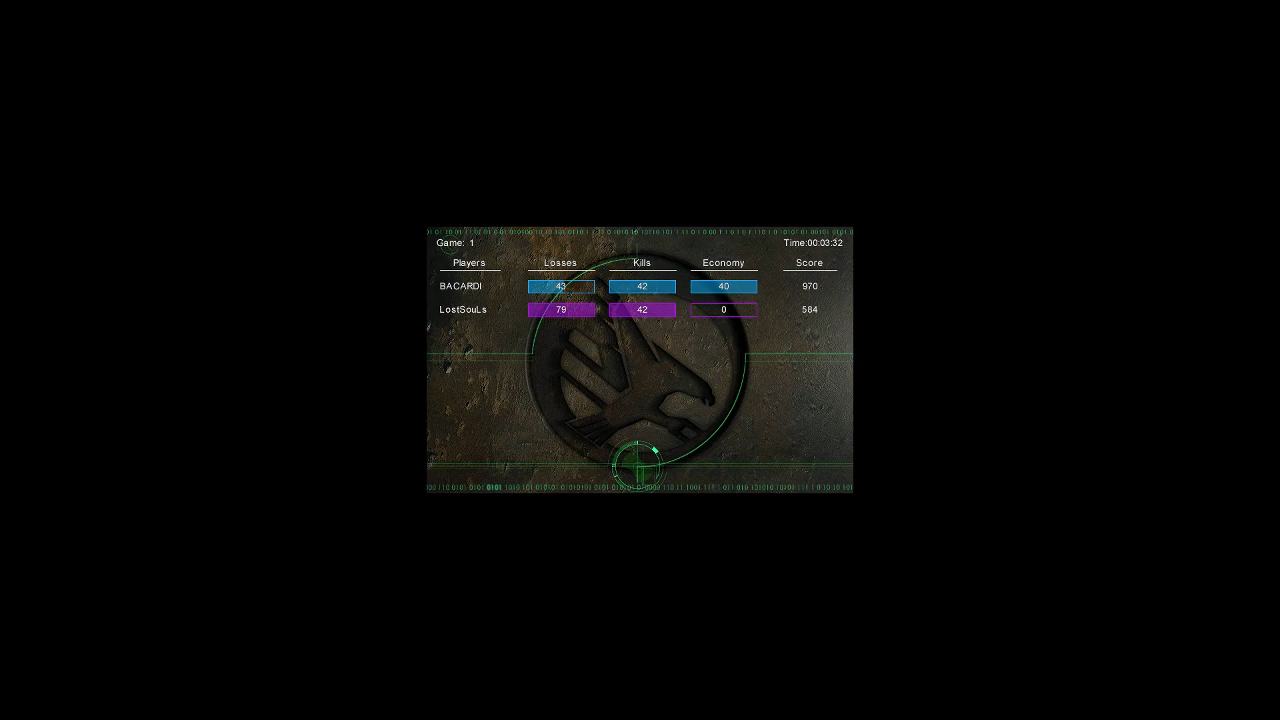 Game: 1 Time:00:03:32
Players Losses Kills Economy Score
BACARDI 43 42 40 970
LostSouLs 79 42 0 584